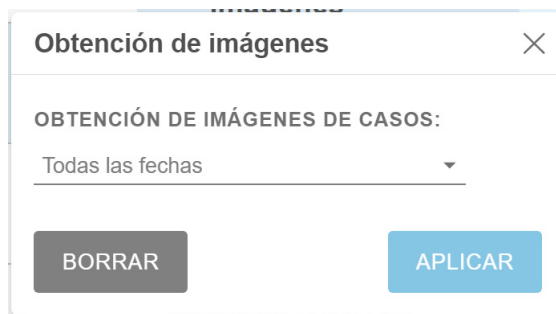 Obtención de imágenes
OBTENCIÓN DE IMÁGENES DE CASOS:
Todas las fechas
BORRAR
APLICAR